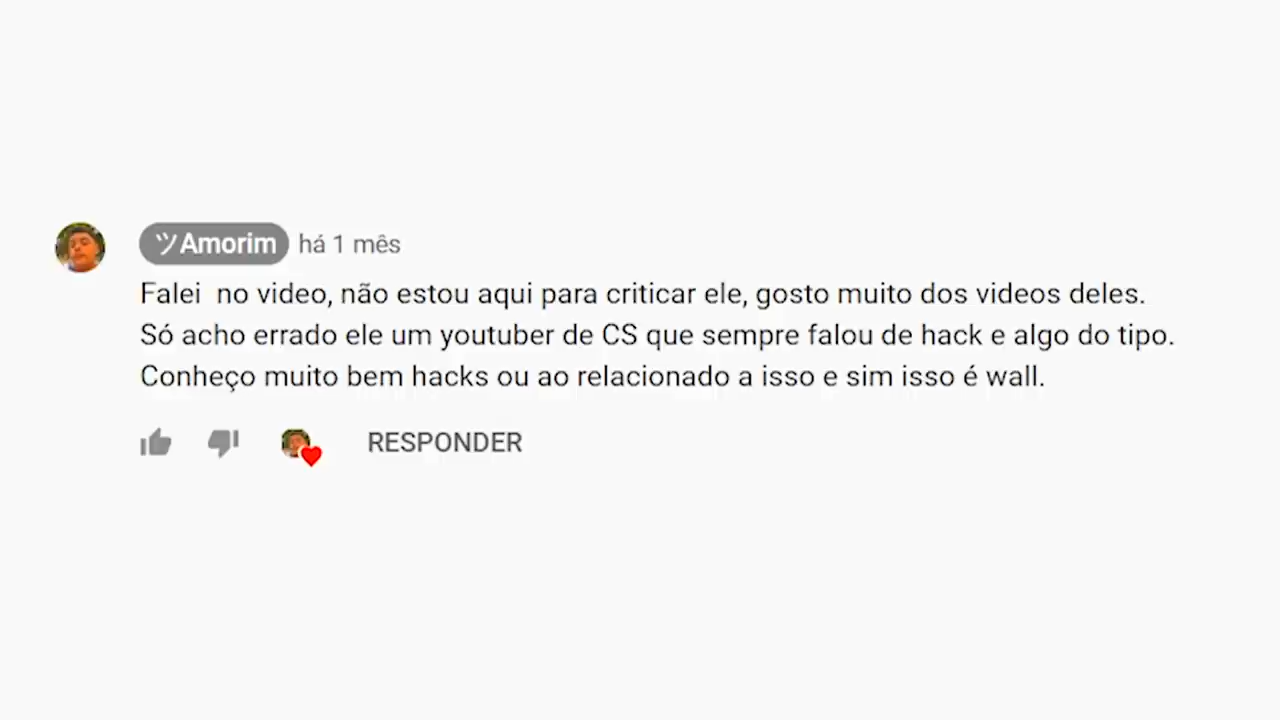 ツAmorim há 1 mês
Falei  no video, não estou aqui para criticar ele, gosto muito dos videos deles.
Só acho errado ele um youtuber de CS que sempre falou de hack e algo do tipo.
Conheço muito bem hacks ou ao relacionado a isso e sim isso é wall.
RESPONDER